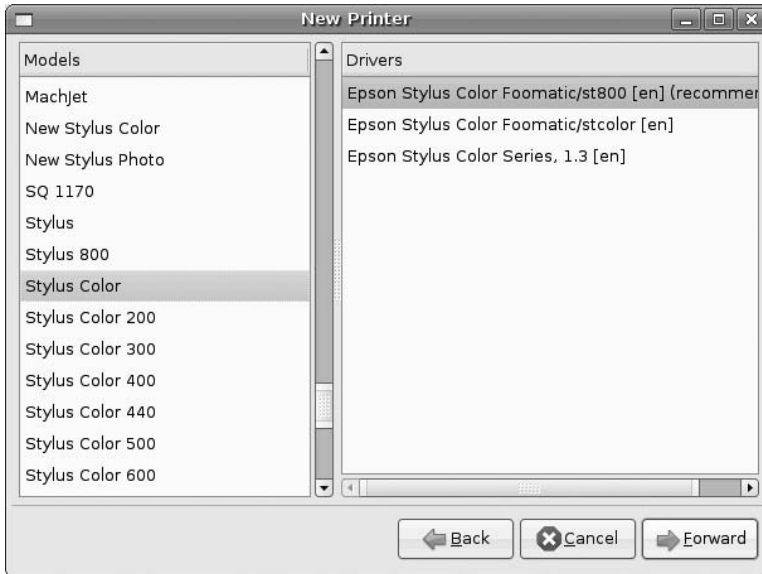 New Printer
Models
MachJet
New Stylus Color
New Stylus Photo
SQ 1170
Stylus
Stylus 800
Stylus Color
Stylus Color 200
Stylus Color 300
Stylus Color 400
Stylus Color 440
Stylus Color 500
Stylus Color 600
Drivers
Epson Stylus Color Foomatic/st800 [en] (recommer
Epson Stylus Color Foomatic/stcolor [en]
Epson Stylus Color Series, 1.3 [en]
Back
Cancel
Forward